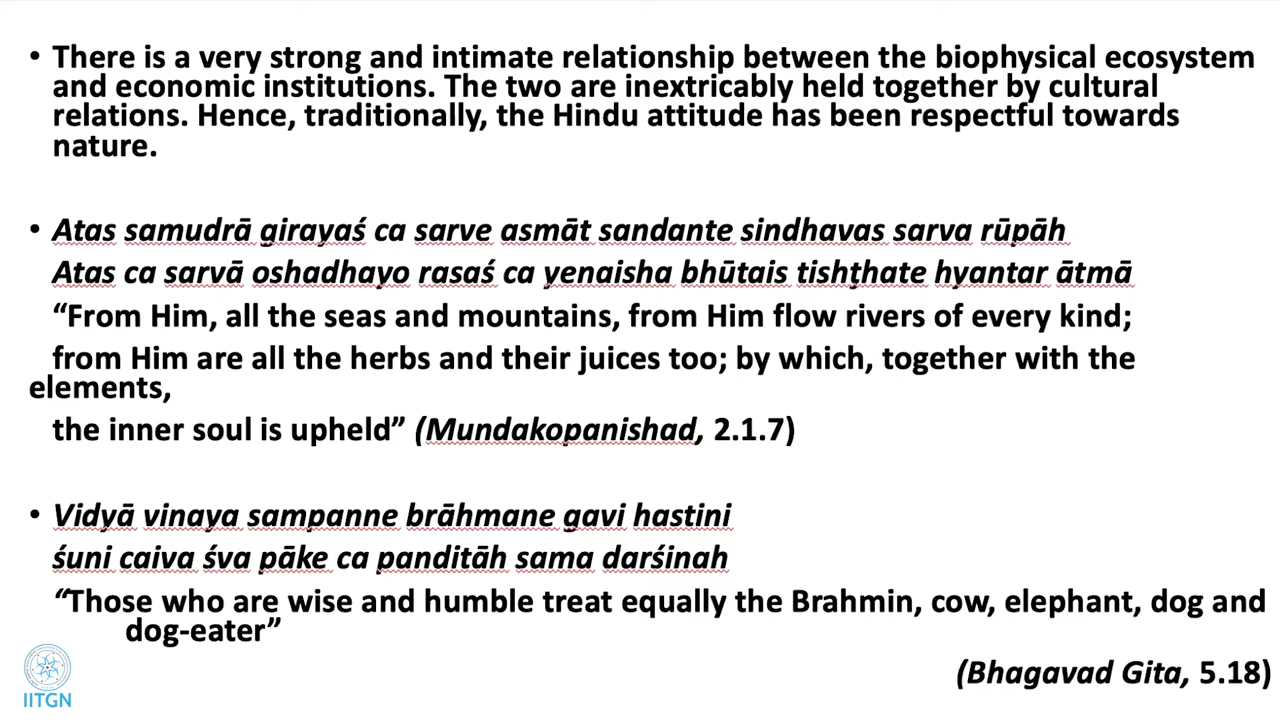 • There is a very strong and intimate relationship between the biophysical ecosystem
and economic institutions. The two are inextricably held together by cultural
relations. Hence, traditionally, the Hindu attitude has been respectful towards
nature.
• Atas samudrā girayaś ca sarve asmāt sandante sindhavas sarva rūpāh
Atas ca sarvā oshadhayo rasaś ca yenaisha bhūtais tishṭhate hyantar ātmā
“From Him, all the seas and mountains, from Him flow rivers of every kind;
from Him are all the herbs and their juices too; by which, together with the
elements,
the inner soul is upheld” (Mundakopanishad, 2.1.7)
• Vidyā vinaya sampanne brāhmane gavi hastini
śuni caiva śva pāke ca panditāh sama darśinah
“Those who are wise and humble treat equally the Brahmin, cow, elephant, dog and
dog-eater”
(Bhagavad Gita, 5.18)
IITGN